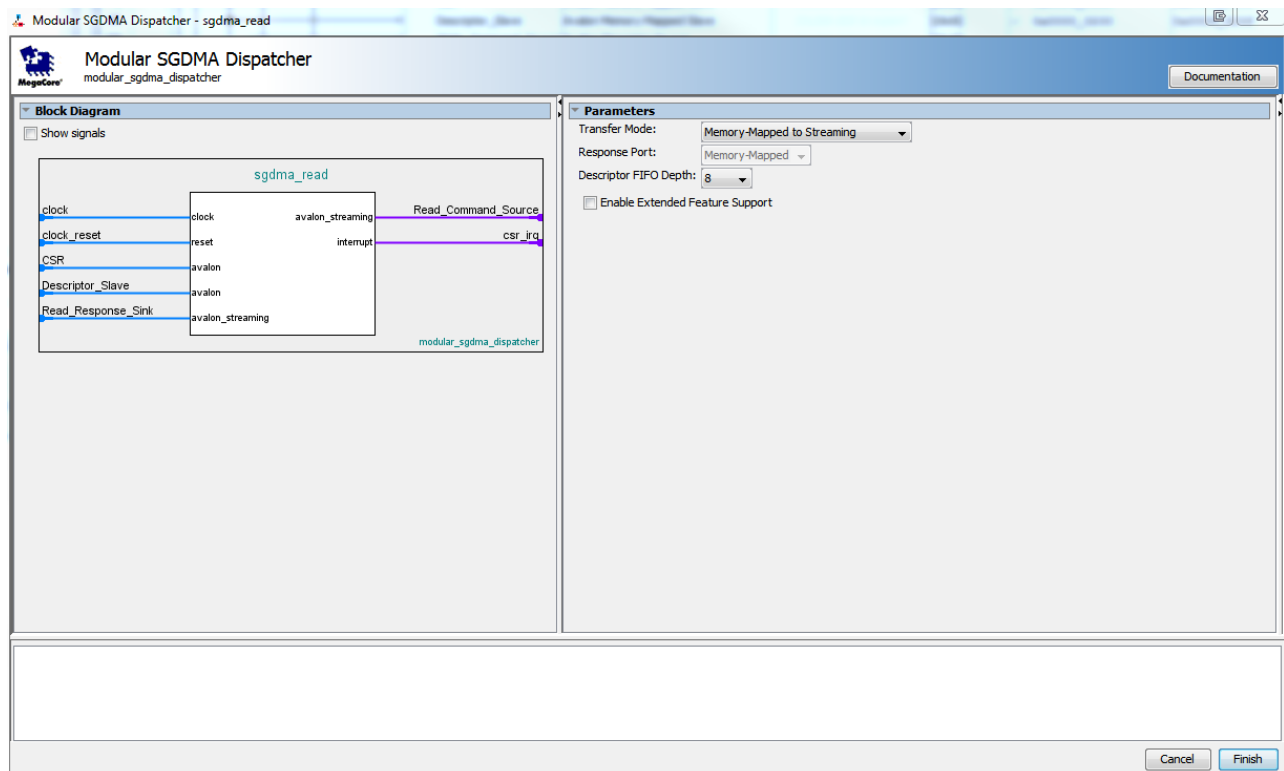 Modular SGDMA Dispatcher - sgdma_read
MegaCore®
Modular SGDMA Dispatcher
modular_sgdma_dispatcher
Documentation
Block Diagram
Show signals
sgdma_read
clock
clock
avalon_streaming
Read_Command_Source
clock_reset
reset
interrupt
csr_irq
CSR
avalon
Descriptor_Slave
avalon
Read_Response_Sink
avalon_streaming
modular_sgdma_dispatcher
Parameters
Transfer Mode: Memory-Mapped to Streaming
Response Port: Memory-Mapped
Descriptor FIFO Depth: 8
Enable Extended Feature Support
Cancel
Finish